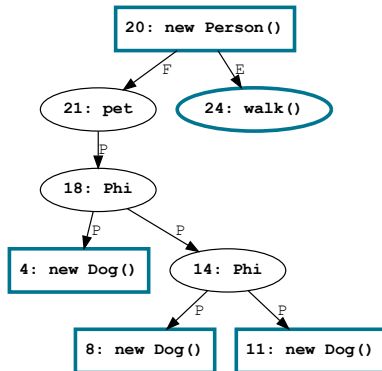 20: new Person()
F
E
21: pet
24: walk()
P
18: Phi
P
P
4: new Dog()
14: Phi
P
P
8: new Dog()
11: new Dog()